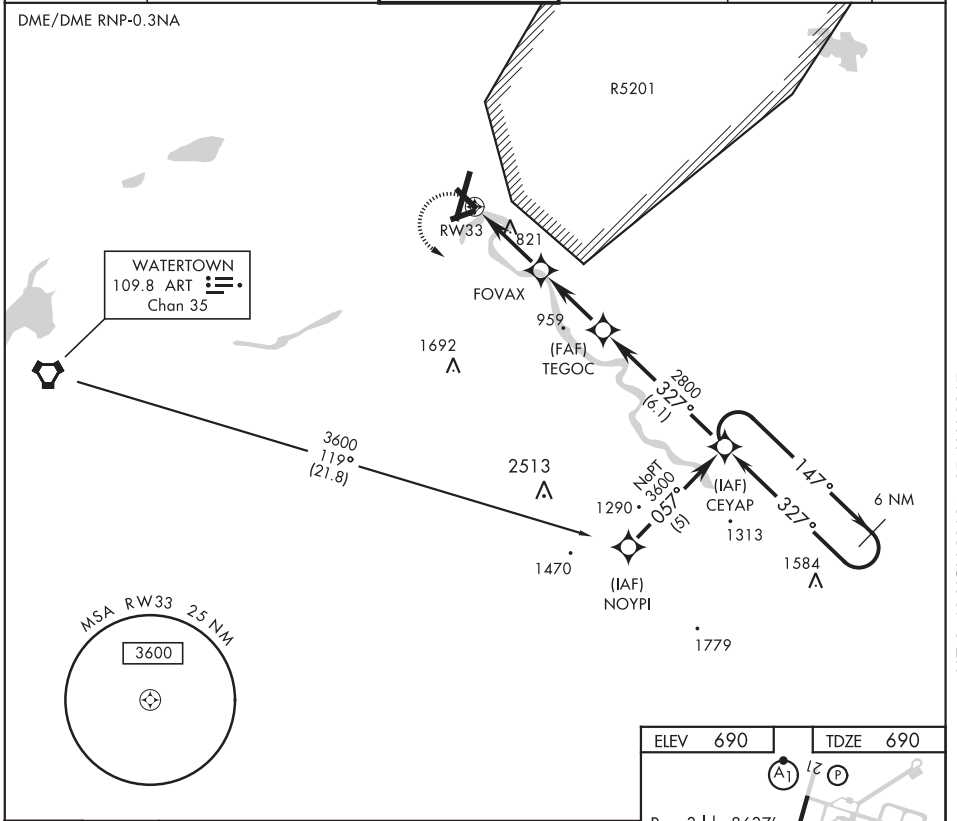 DME/DME RNP-0.3NA
R5201
RW33
821
WATERTOWN
109.8 ART
Chan 35
FOVAX
959
(FAF)
TEGOC
1692
2800
327°
(6.1)
3600
119°
(21.8)
2513
NoPT
3600
057°
(5)
1290
(IAF)
CEYAP
147°
327°
6 NM
1313
1470
(IAF)
NOYPI
1584
1779
MSA RW33 25 NM
3600
ELEV 690
TDZE 690
A1
21
P